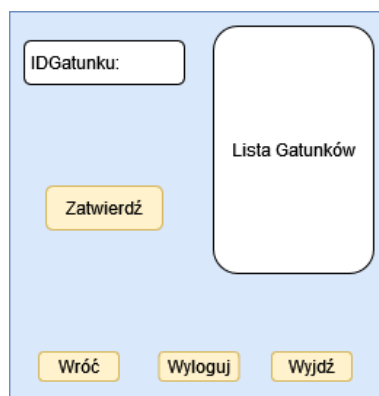 IDGatunku:
Lista Gatunków
Zatwierdź
Wróć
Wyloguj
Wyjdź